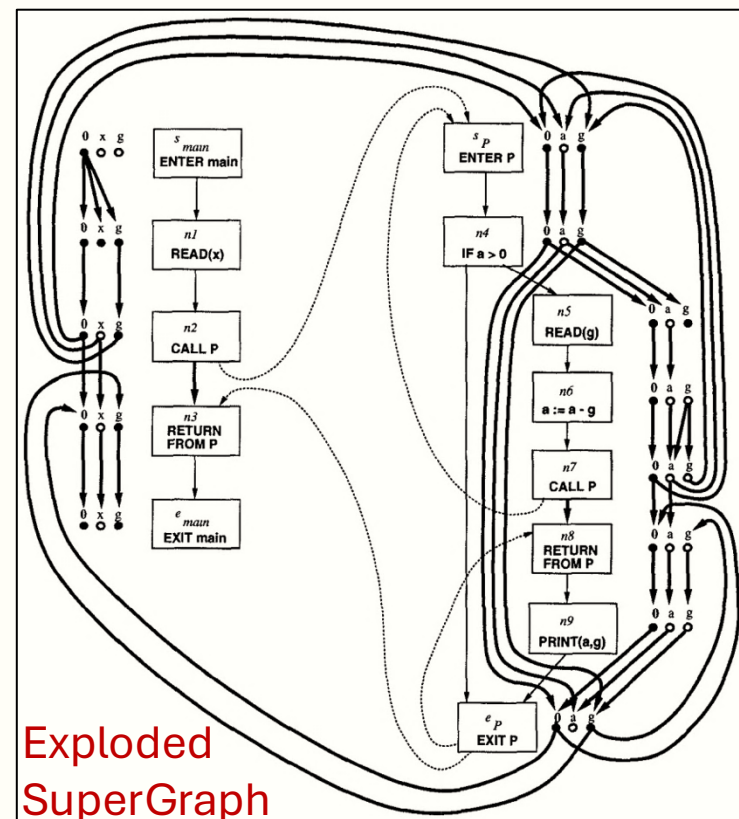 0 x g
s main
ENTER main
0 x g
n1
READ(x)
0 x g
n2
CALL P
0 x g
n3
RETURN
FROM P
0 x g
e main
EXIT main
s P
ENTER P
0 a g
n4
IF a > 0
0 a g
n5
READ(g)
0 a g
n6
a := a - g
0 a g
n7
CALL P
0 a g
n8
RETURN
FROM P
0 a g
n9
PRINT(a,g)
0 a g
e P
EXIT P
0 a g
Exploded
SuperGraph